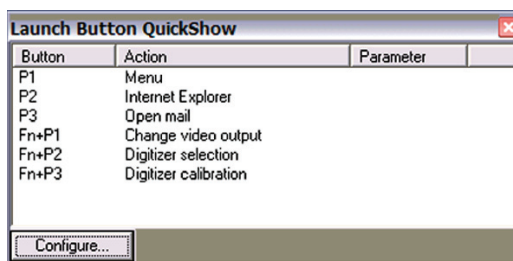 Launch Button QuickShow
Button Action Parameter
P1 Menu
P2 Internet Explorer
P3 Open mail
Fn+P1 Change video output
Fn+P2 Digitizer selection
Fn+P3 Digitizer calibration
Configure...